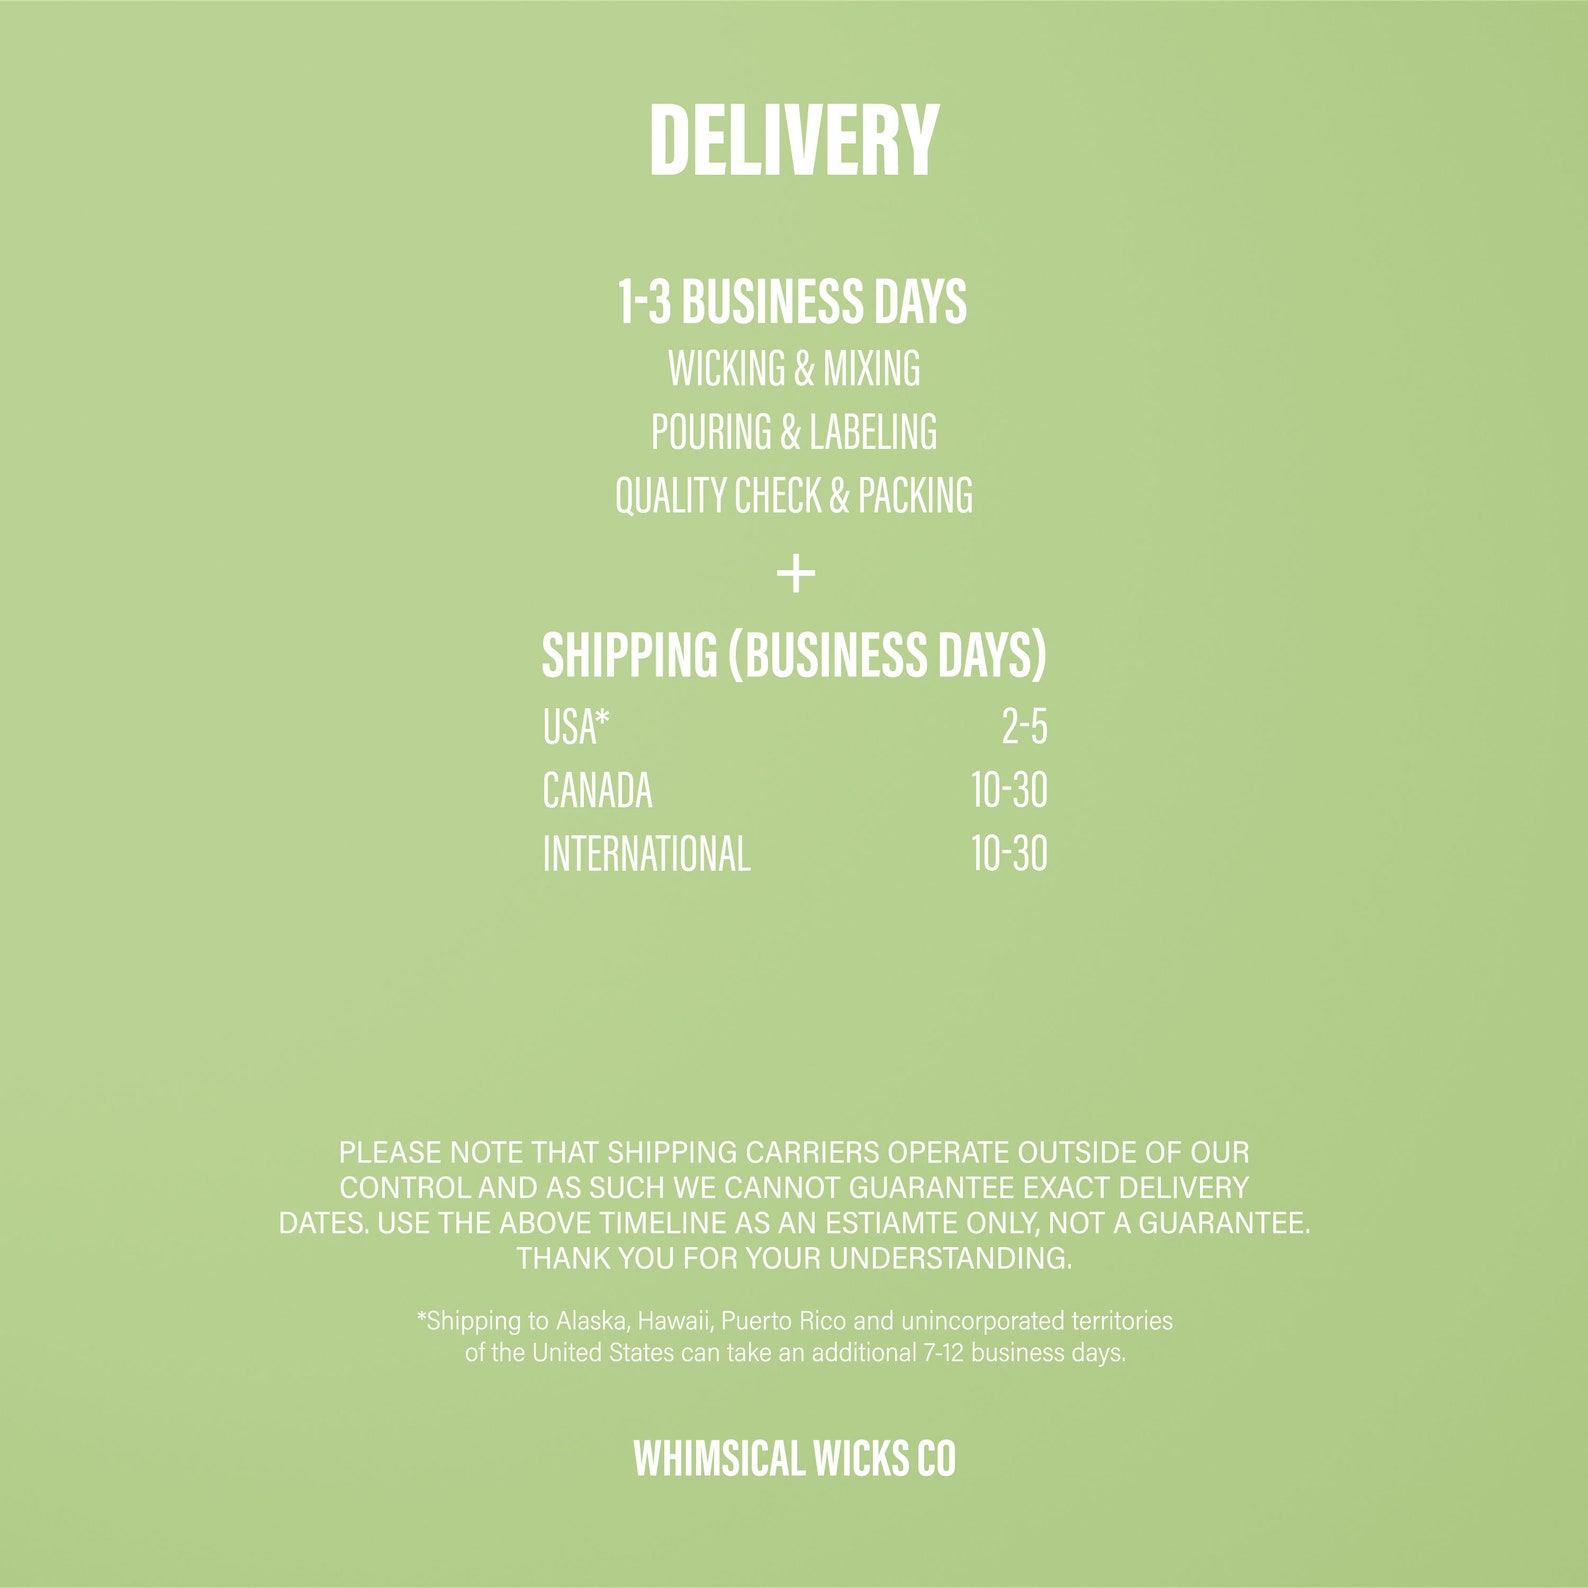 DELIVERY
1-3 BUSINESS DAYS
WICKING & MIXING
POURING & LABELING
QUALITY CHECK & PACKING
+
SHIPPING (BUSINESS DAYS)
USA* 2-5
CANADA 10-30
INTERNATIONAL 10-30
PLEASE NOTE THAT SHIPPING CARRIERS OPERATE OUTSIDE OF OUR
CONTROL AND AS SUCH WE CANNOT GUARANTEE EXACT DELIVERY
DATES. USE THE ABOVE TIMELINE AS AN ESTIAMTE ONLY, NOT A GUARANTEE.
THANK YOU FOR YOUR UNDERSTANDING.
*Shipping to Alaska, Hawaii, Puerto Rico and unincorporated territories
of the United States can take an additional 7-12 business days.
WHIMSICAL WICKS CO